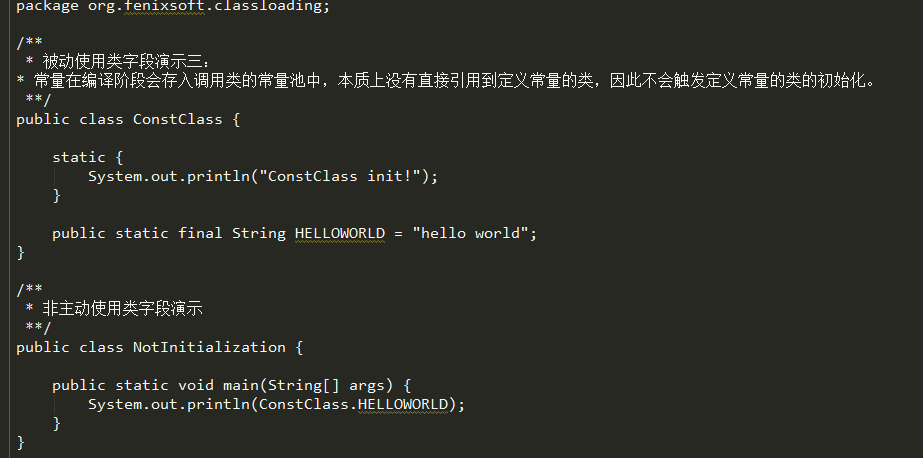 package org.fenixsoft.classloading;
/**
 * 被动使用类字段演示三：
* 常量在编译阶段会存入调用类的常量池中，本质上没有直接引用到定义常量的类，因此不会触发定义常量的类的初始化。
 **/
public class ConstClass {
    static {
        System.out.println("ConstClass init!");
    }
    public static final String HELLOWORLD = "hello world";
}
/**
 * 非主动使用类字段演示
 **/
public class NotInitialization {
    public static void main(String[] args) {
        System.out.println(ConstClass.HELLOWORLD);
    }
}